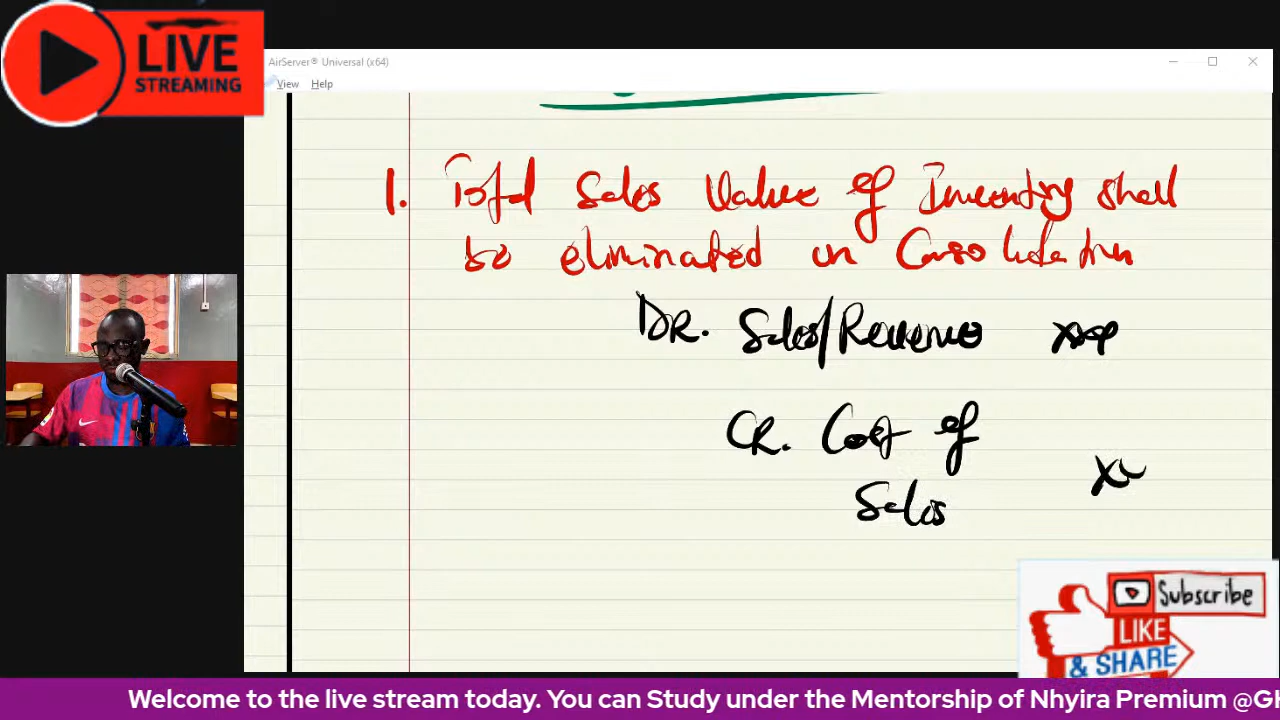 LIVE
STREAMING
AirServer® Universal (x64)
View Help
1. Total Sales Value of Inventory shall
be eliminated on Consolidation
DR. Sales/Revenue xxx
CR. Cost of
Sales xx
Subscribe
LIKE
& SHARE
Welcome to the live stream today. You can Study under the Mentorship of Nhyira Premium @GH